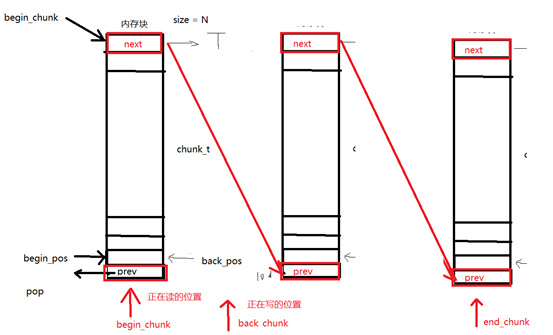 begin_chunk
内存块
size = N
next
next
next
T
chunk_t
c
c
begin_pos
back_pos
prev
prev
prev
pop
正在读的位置
begin_chunk
正在写的位置
back chunk
end_chunk